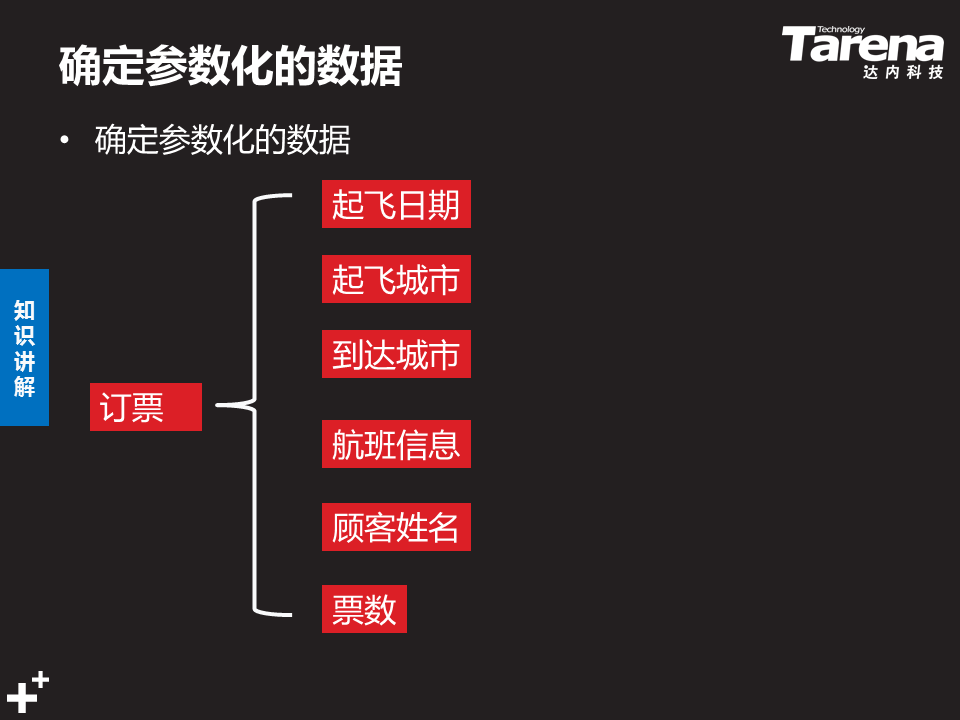 确定参数化的数据
Technology
Tarena
达内科技
• 确定参数化的数据
起飞日期
起飞城市
到达城市
知识讲解
订票
航班信息
顾客姓名
票数